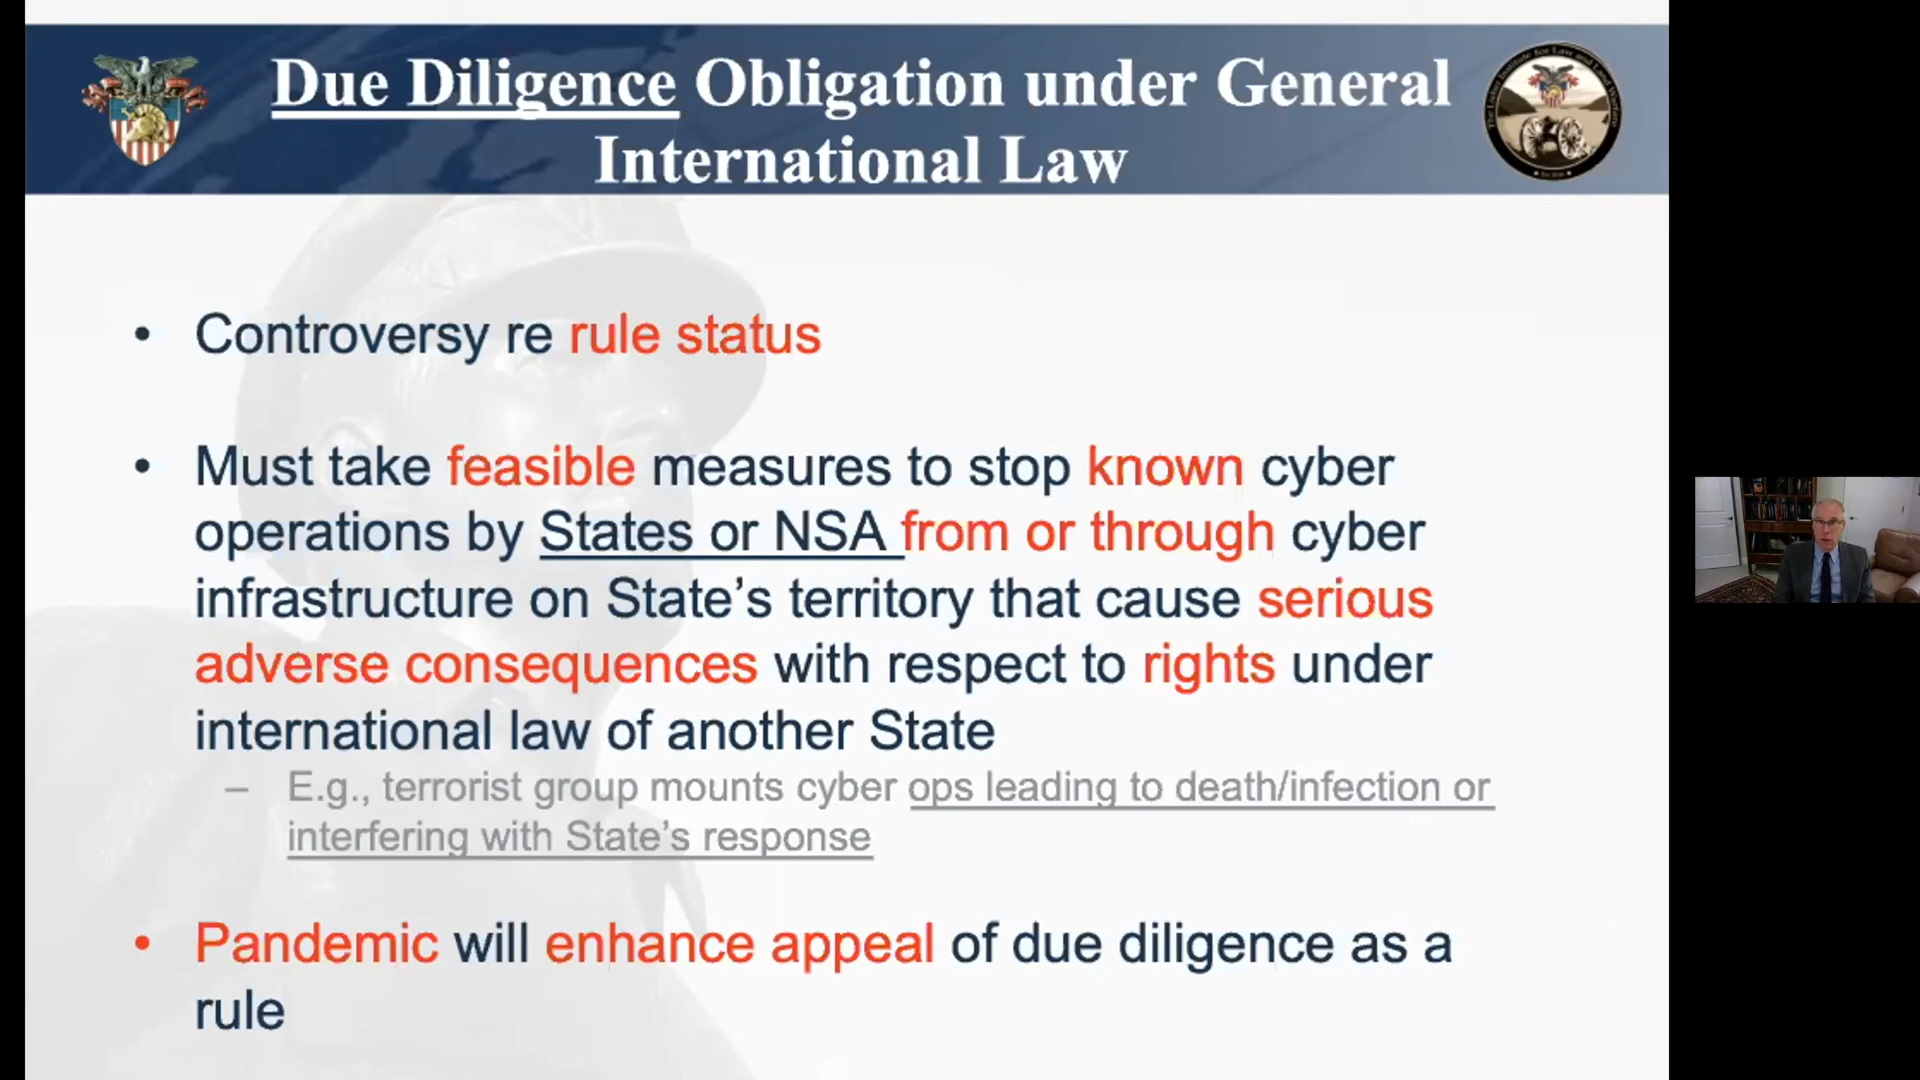 Due Diligence Obligation under General
International Law
• Controversy re rule status
• Must take feasible measures to stop known cyber
operations by States or NSA from or through cyber
infrastructure on State’s territory that cause serious
adverse consequences with respect to rights under
international law of another State
– E.g., terrorist group mounts cyber ops leading to death/infection or
interfering with State’s response
• Pandemic will enhance appeal of due diligence as a
rule